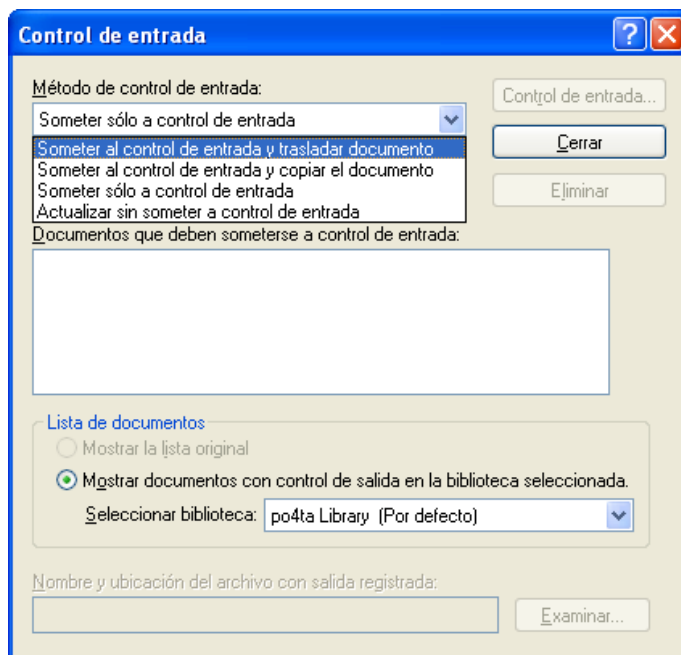 Control de entrada
Método de control de entrada:
Control de entrada...
Someter sólo a control de entrada
Cerrar
Someter al control de entrada y trasladar documento
Someter al control de entrada y copiar el documento
Someter sólo a control de entrada
Actualizar sin someter a control de entrada
Eliminar
Documentos que deben someterse a control de entrada:
Lista de documentos
Mostrar la lista original
Mostrar documentos con control de salida en la biblioteca seleccionada.
Seleccionar biblioteca: po4ta Library (Por defecto)
Nombre y ubicación del archivo con salida registrada:
Examinar...